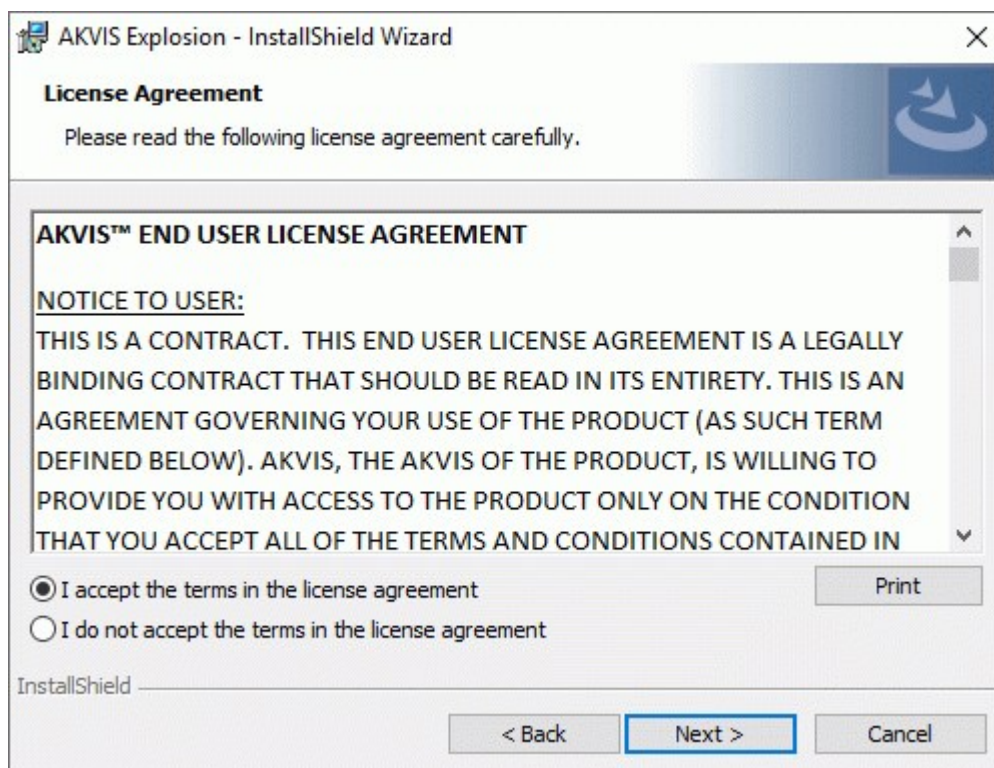 AKVIS Explosion - InstallShield Wizard
License Agreement
Please read the following license agreement carefully.
AKVIS™ END USER LICENSE AGREEMENT
NOTICE TO USER:
THIS IS A CONTRACT.  THIS END USER LICENSE AGREEMENT IS A LEGALLY
BINDING CONTRACT THAT SHOULD BE READ IN ITS ENTIRETY. THIS IS AN
AGREEMENT GOVERNING YOUR USE OF THE PRODUCT (AS SUCH TERM
DEFINED BELOW). AKVIS, THE AKVIS OF THE PRODUCT, IS WILLING TO
PROVIDE YOU WITH ACCESS TO THE PRODUCT ONLY ON THE CONDITION
THAT YOU ACCEPT ALL OF THE TERMS AND CONDITIONS CONTAINED IN
I accept the terms in the license agreement
Print
I do not accept the terms in the license agreement
InstallShield
< Back
Next >
Cancel